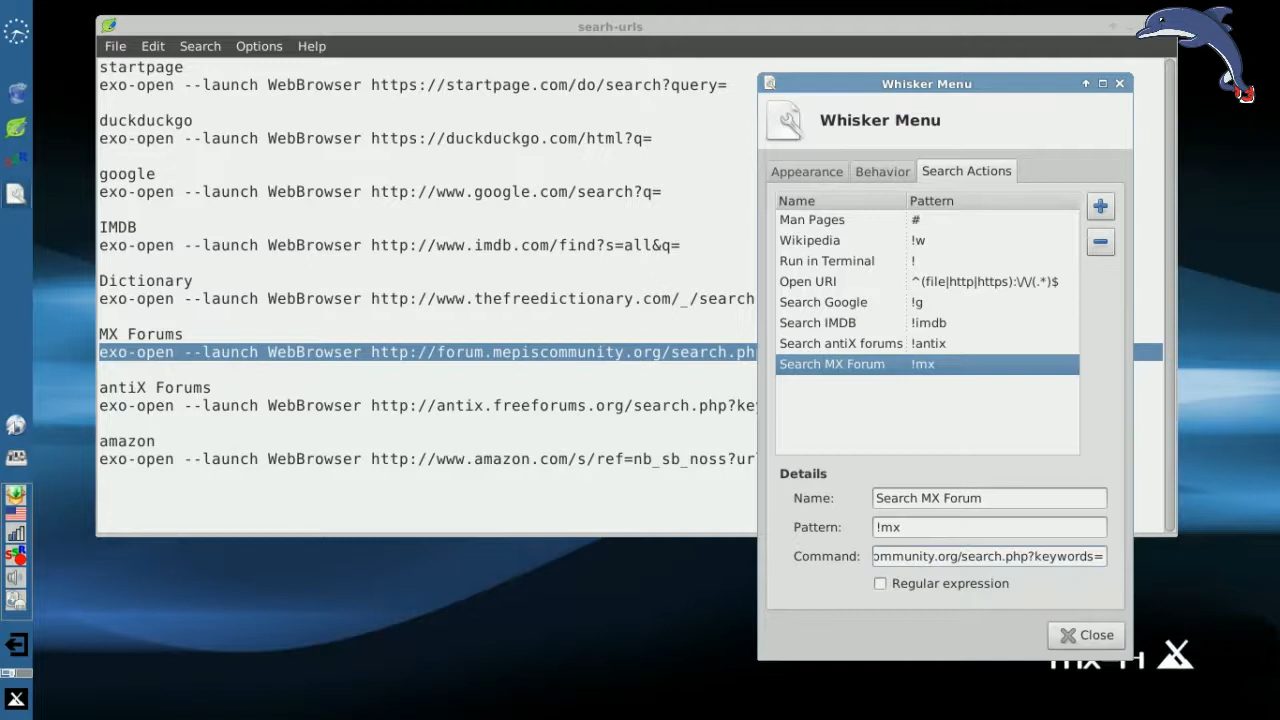 searh-urls
File Edit Search Options Help
startpage
exo-open --launch WebBrowser https://startpage.com/do/search?query=
duckduckgo
exo-open --launch WebBrowser https://duckduckgo.com/html?q=
google
exo-open --launch WebBrowser http://www.google.com/search?q=
IMDB
exo-open --launch WebBrowser http://www.imdb.com/find?s=all&q=
Dictionary
exo-open --launch WebBrowser http://www.thefreedictionary.com/_/search
MX Forums
exo-open --launch WebBrowser http://forum.mepiscommunity.org/search.ph
antiX Forums
exo-open --launch WebBrowser http://antix.freeforums.org/search.php?key
amazon
exo-open --launch WebBrowser http://www.amazon.com/s/ref=nb_sb_noss?url
Whisker Menu
Whisker Menu
Appearance Behavior Search Actions
Name Pattern
Man Pages #
Wikipedia !w
Run in Terminal !
Open URI ^(file|http|https):\/\/(.*)$
Search Google !g
Search IMDB !imdb
Search antiX forums !antix
Search MX Forum !mx
Details
Name: Search MX Forum
Pattern: !mx
Command: ommunity.org/search.php?keywords=
Regular expression
Close